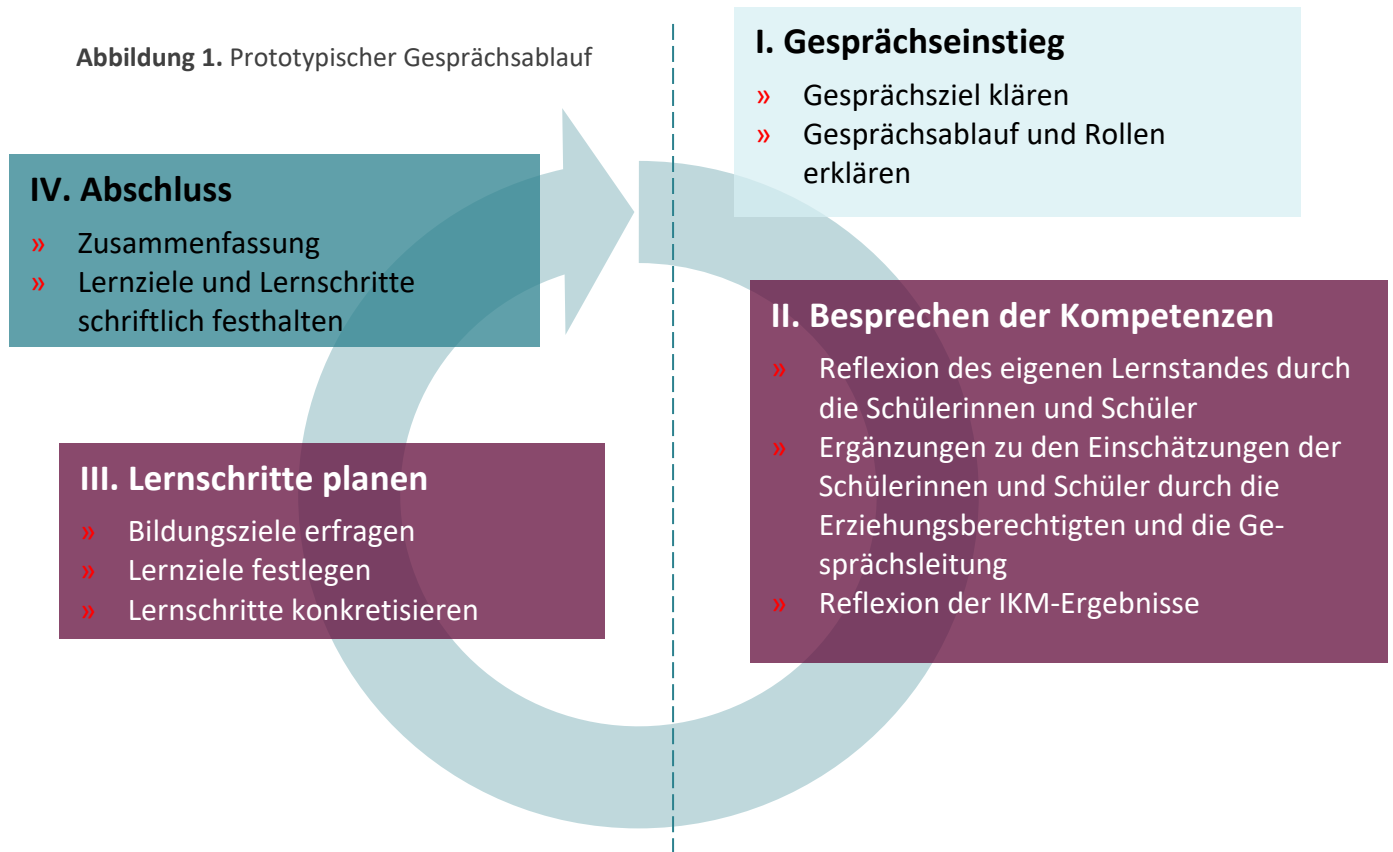 Abbildung 1. Prototypischer Gesprächsablauf
I. Gesprächseinstieg
» Gesprächsziel klären
» Gesprächsablauf und Rollen
erklären
II. Besprechen der Kompetenzen
» Reflexion des eigenen Lernstandes durch
die Schülerinnen und Schüler
» Ergänzungen zu den Einschätzungen der
Schülerinnen und Schüler durch die
Erziehungsberechtigten und die Ge-
sprächsleitung
» Reflexion der IKM-Ergebnisse
III. Lernschritte planen
» Bildungsziele erfragen
» Lernziele festlegen
» Lernschritte konkretisieren
IV. Abschluss
» Zusammenfassung
» Lernziele und Lernschritte
schriftlich festhalten